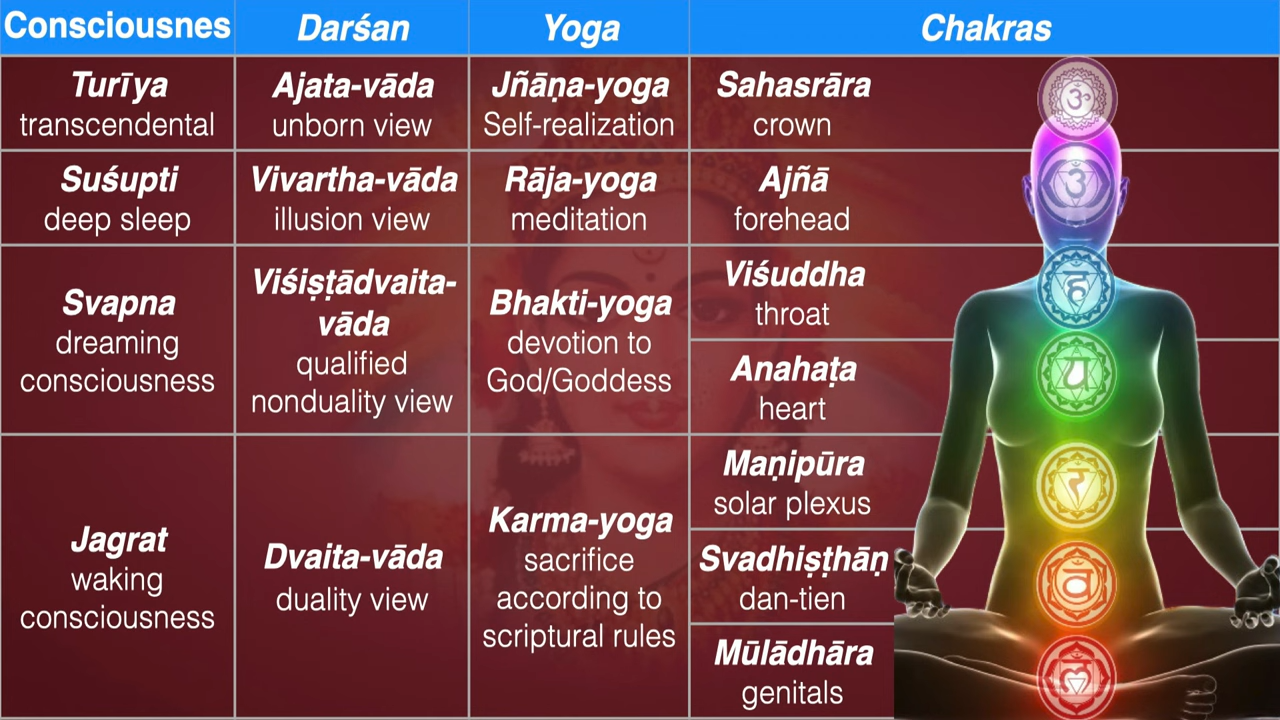 Consciousnes
Darśan
Yoga
Chakras
Turīya
transcendental
Ajata-vāda
unborn view
Jñāṇa-yoga
Self-realization
Sahasrāra
crown
ॐ
Suśupti
deep sleep
Vivartha-vāda
illusion view
Rāja-yoga
meditation
Ajñā
forehead
Svapna
dreaming
consciousness
Viśiṣṭādvaita-
vāda
qualified
nonduality view
Bhakti-yoga
devotion to
God/Goddess
Viśuddha
throat
हं
Anahaṭa
heart
यं
Jagrat
waking
consciousness
Dvaita-vāda
duality view
Karma-yoga
sacrifice
according to
scriptural rules
Maṇipūra
solar plexus
रं
Svadhiṣṭhāṇ
dan-tien
वं
Mūlādhāra
genitals
लं